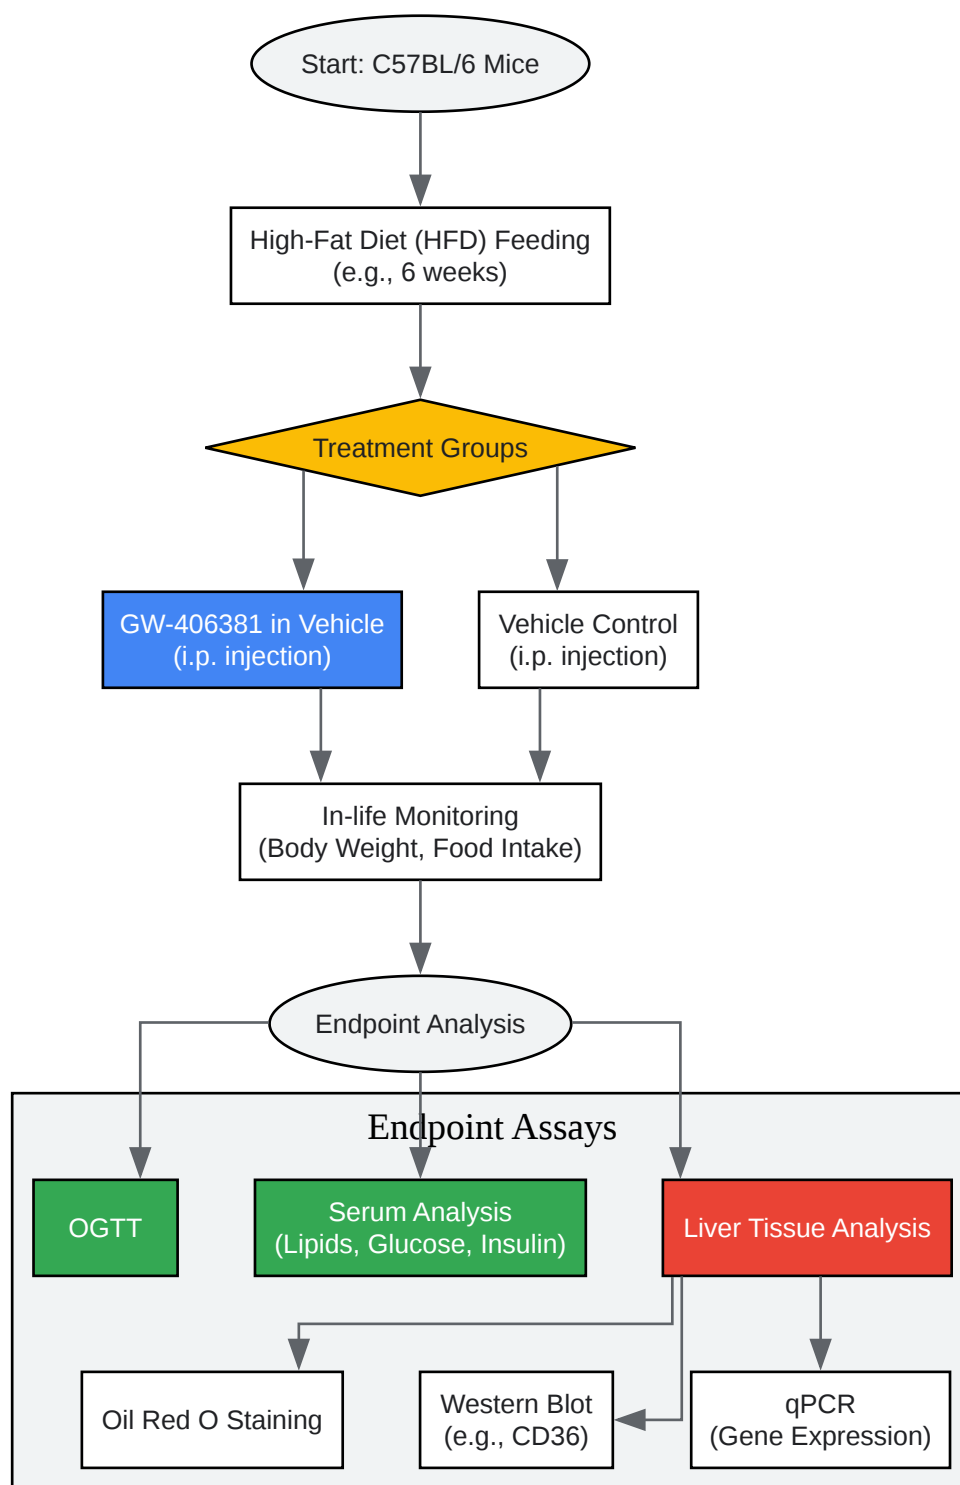 Start: C57BL/6 Mice
High-Fat Diet (HFD) Feeding
(e.g., 6 weeks)
Treatment Groups
GW-406381 in Vehicle
(i.p. injection)
Vehicle Control
(i.p. injection)
In-life Monitoring
(Body Weight, Food Intake)
Endpoint Analysis
Endpoint Assays
OGTT
Serum Analysis
(Lipids, Glucose, Insulin)
Liver Tissue Analysis
Oil Red O Staining
Western Blot
(e.g., CD36)
qPCR
(Gene Expression)